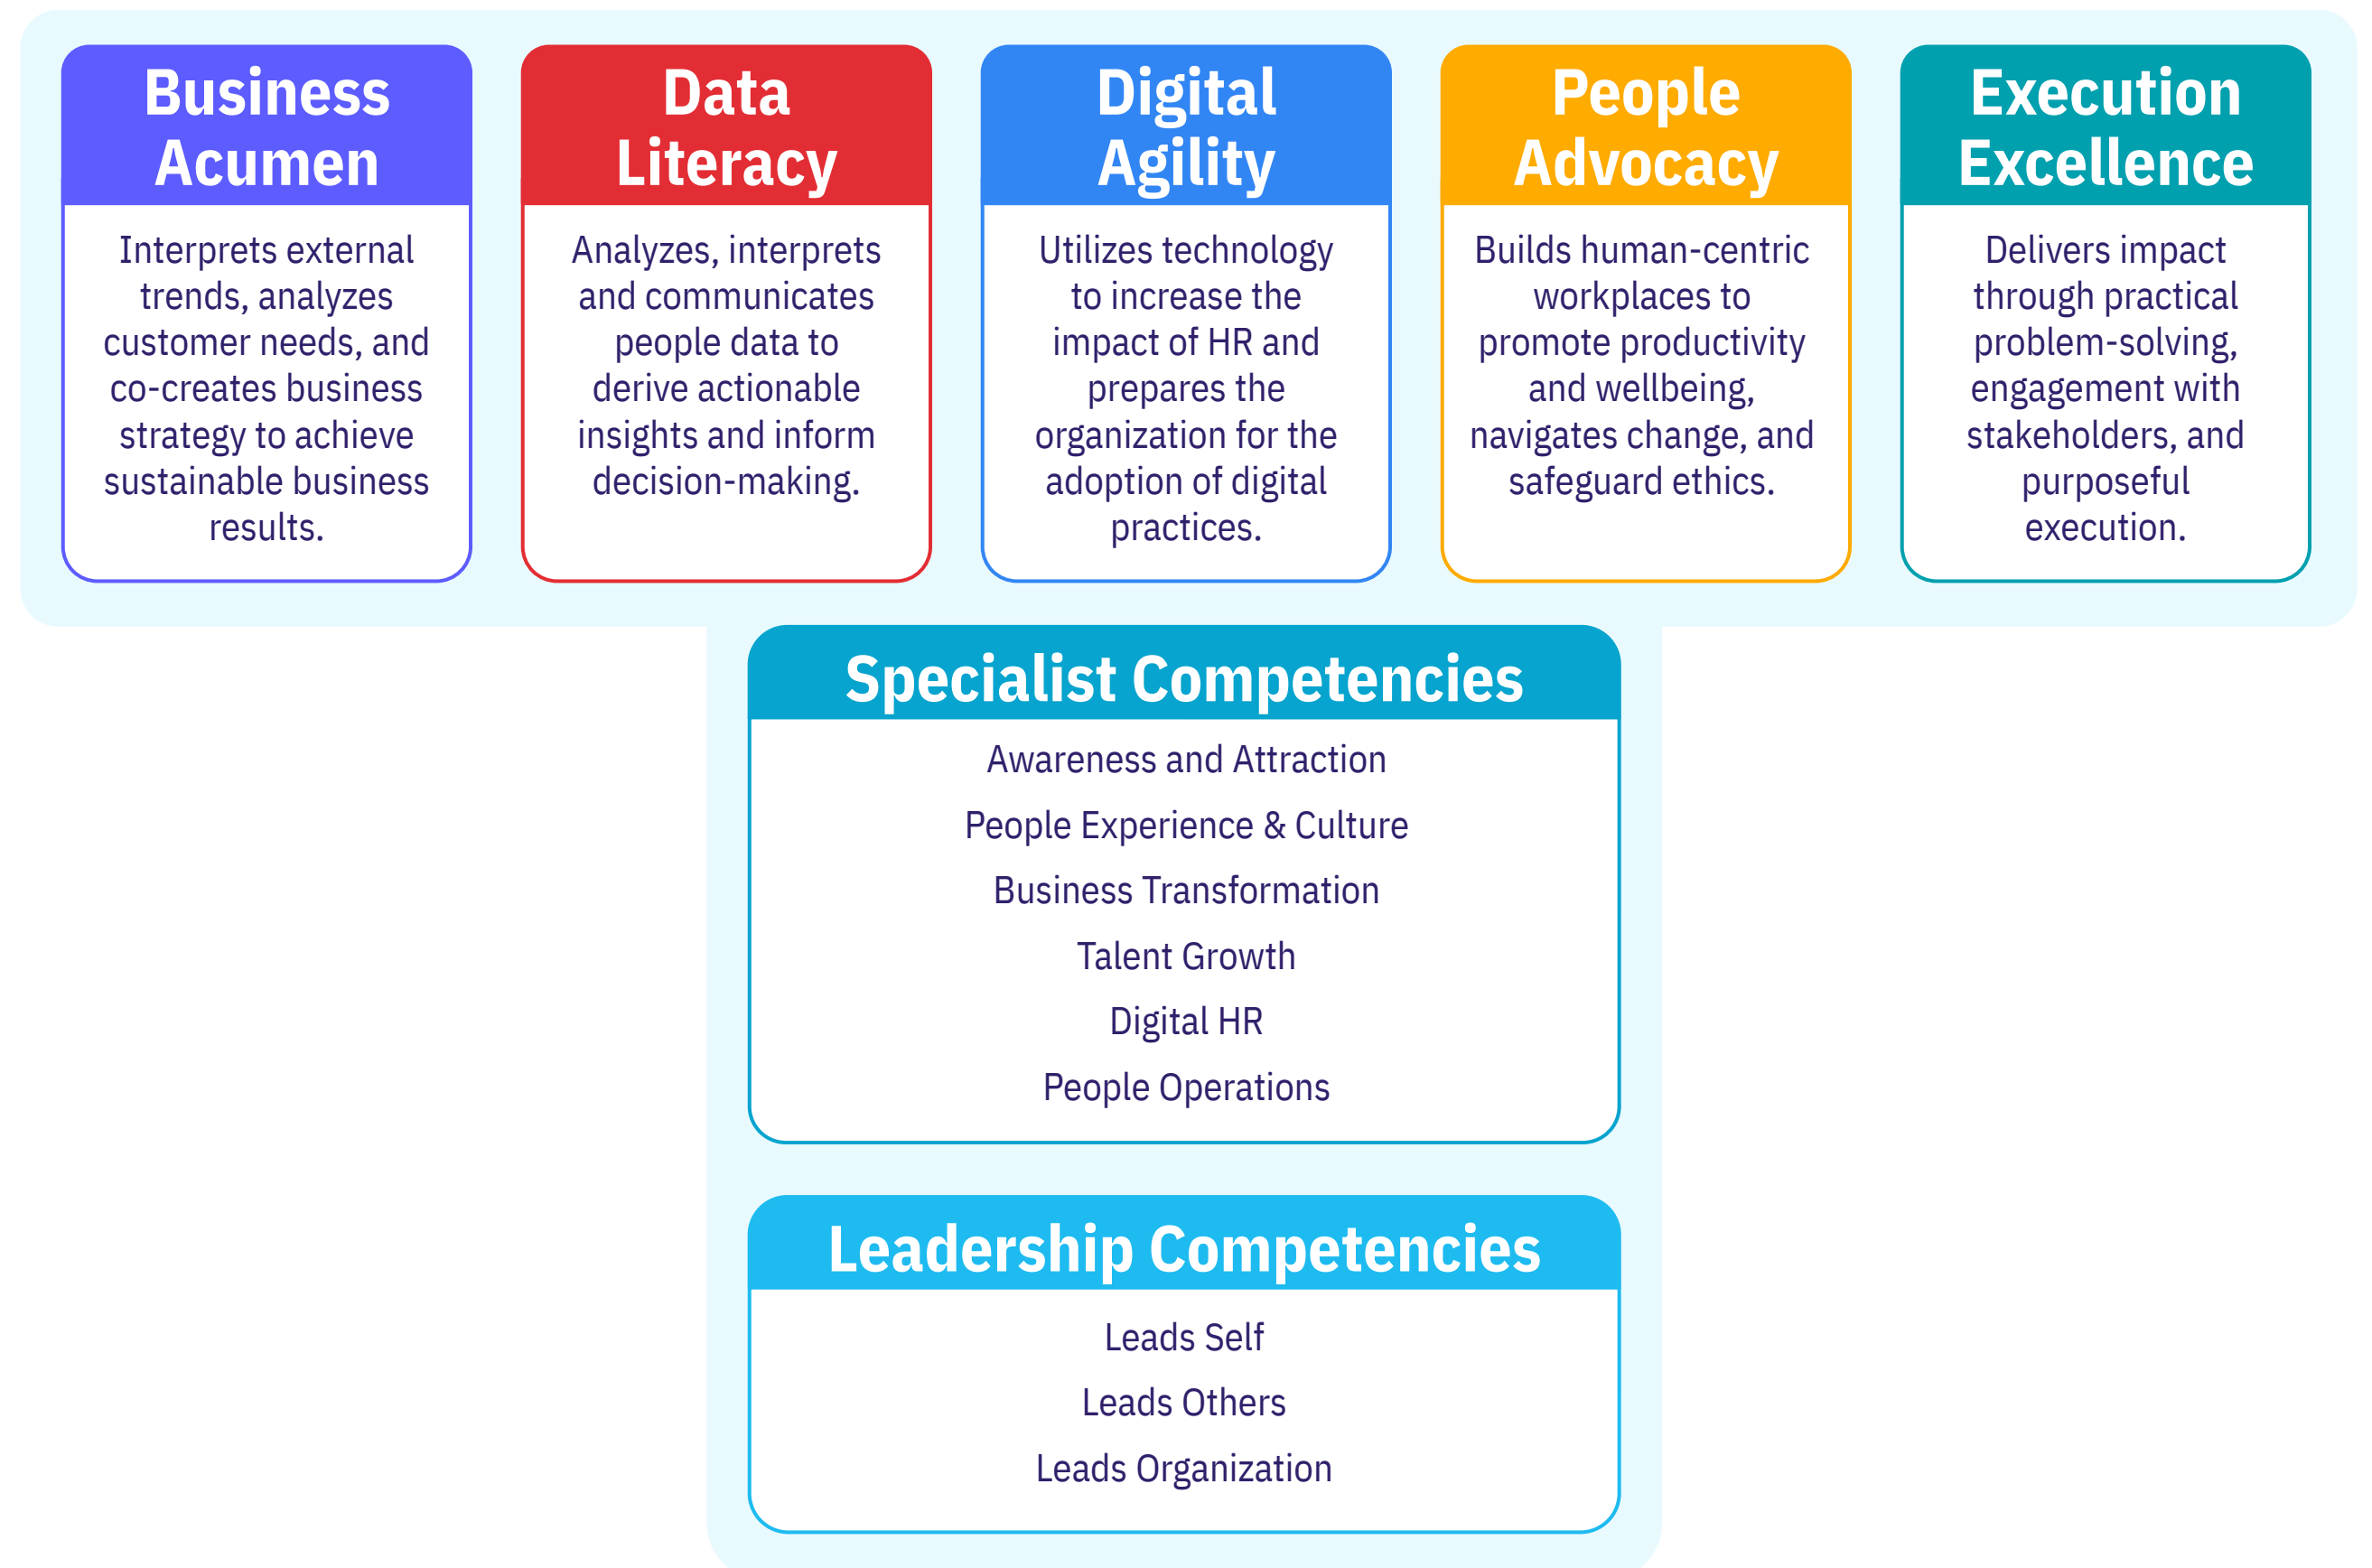 Business
Acumen
Interprets external
trends, analyzes
customer needs, and
co-creates business
strategy to achieve
sustainable business
results.
Data
Literacy
Analyzes, interprets
and communicates
people data to
derive actionable
insights and inform
decision-making.
Digital
Agility
Utilizes technology
to increase the
impact of HR and
prepares the
organization for the
adoption of digital
practices.
People
Advocacy
Builds human-centric
workplaces to
promote productivity
and wellbeing,
navigates change, and
safeguard ethics.
Execution
Excellence
Delivers impact
through practical
problem-solving,
engagement with
stakeholders, and
purposeful
execution.
Specialist Competencies
Awareness and Attraction
People Experience & Culture
Business Transformation
Talent Growth
Digital HR
People Operations
Leadership Competencies
Leads Self
Leads Others
Leads Organization